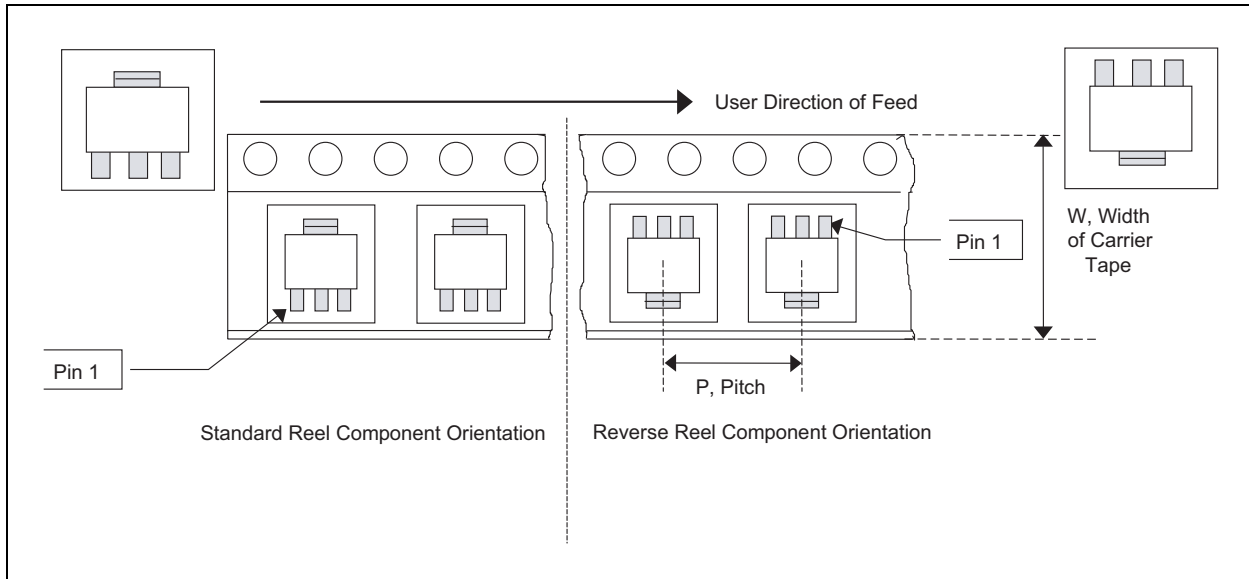 User Direction of Feed
Pin 1
W, Width
of Carrier
Tape
Pin 1
P, Pitch
Standard Reel Component Orientation
Reverse Reel Component Orientation